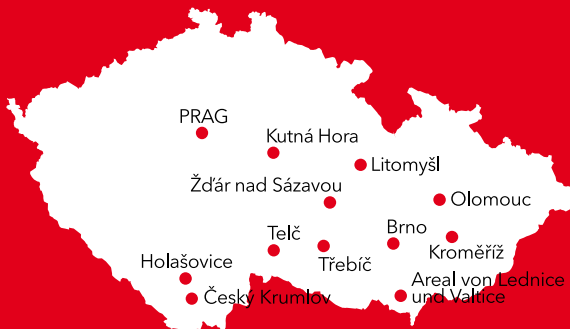 PRAG
Kutná Hora
Litomyšl
Žďár nad Sázavou
Olomouc
Telč
Brno
Třebíč
Kroměříž
Holašovice
Český Krumlov
Areal von Lednice
und Valtice